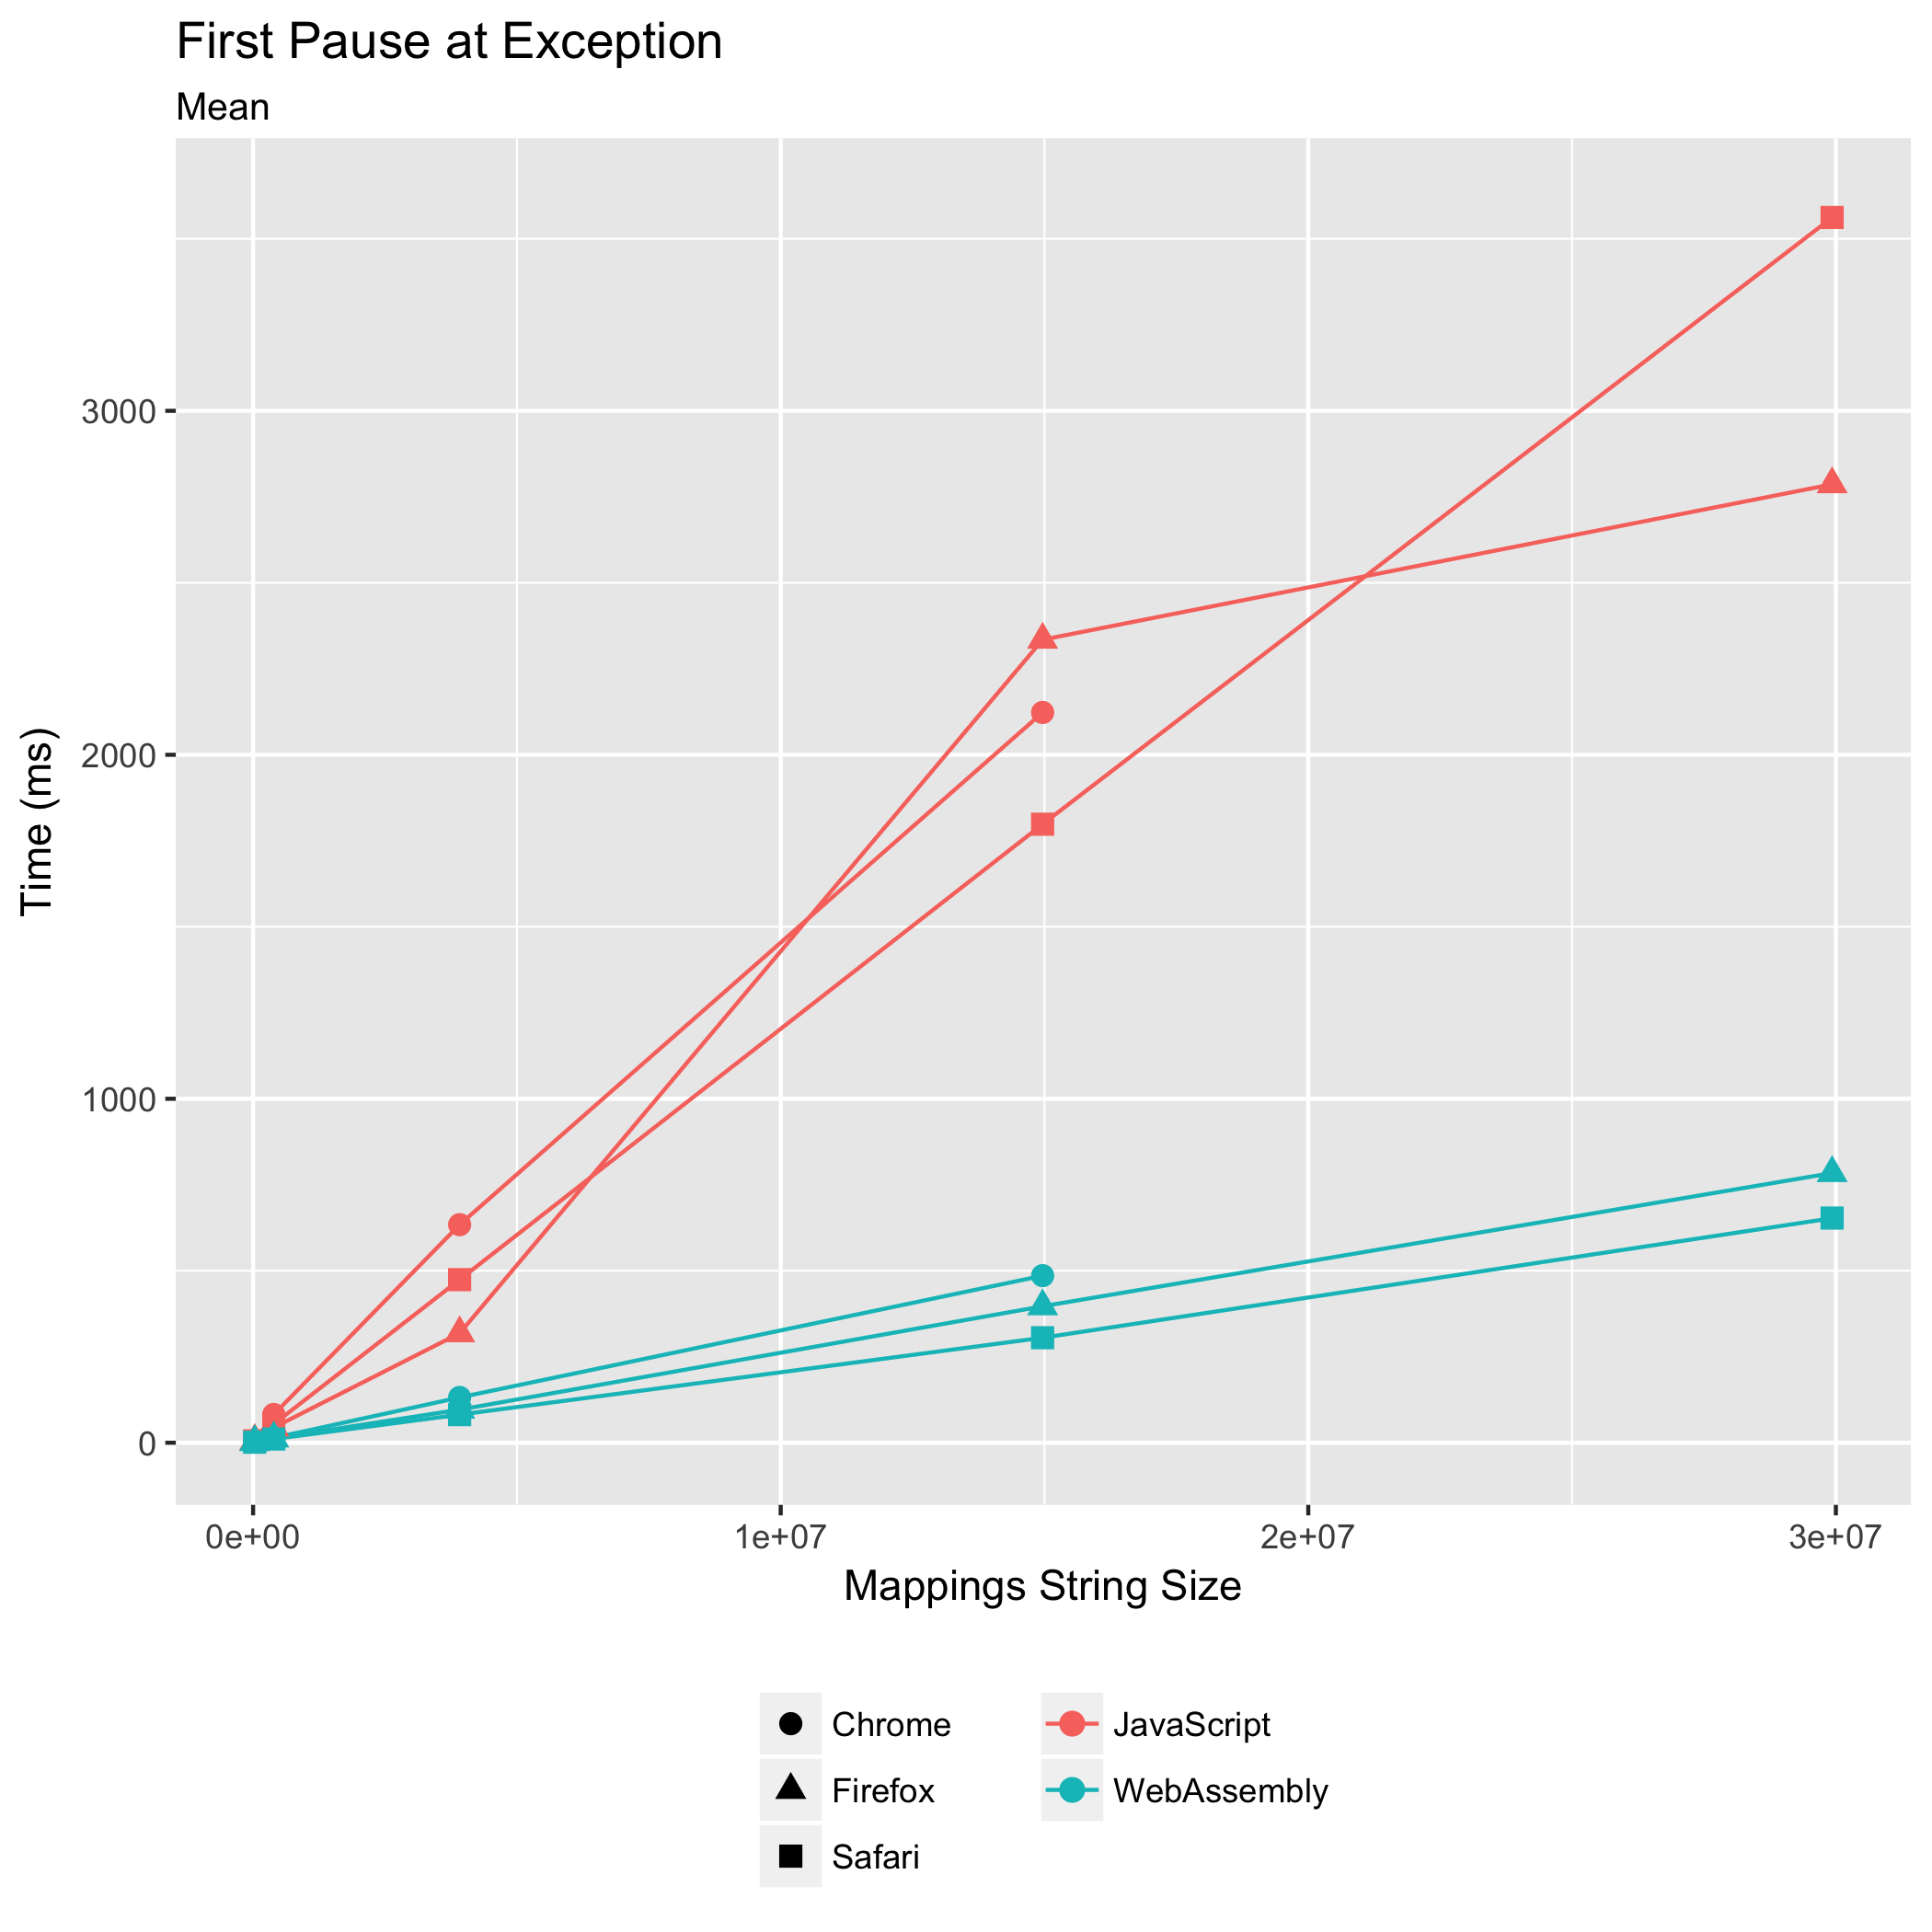 First Pause at Exception
Mean
Time (ms)
3000
2000
1000
0
0e+00 1e+07 2e+07 3e+07
Mappings String Size
Chrome JavaScript
Firefox WebAssembly
Safari